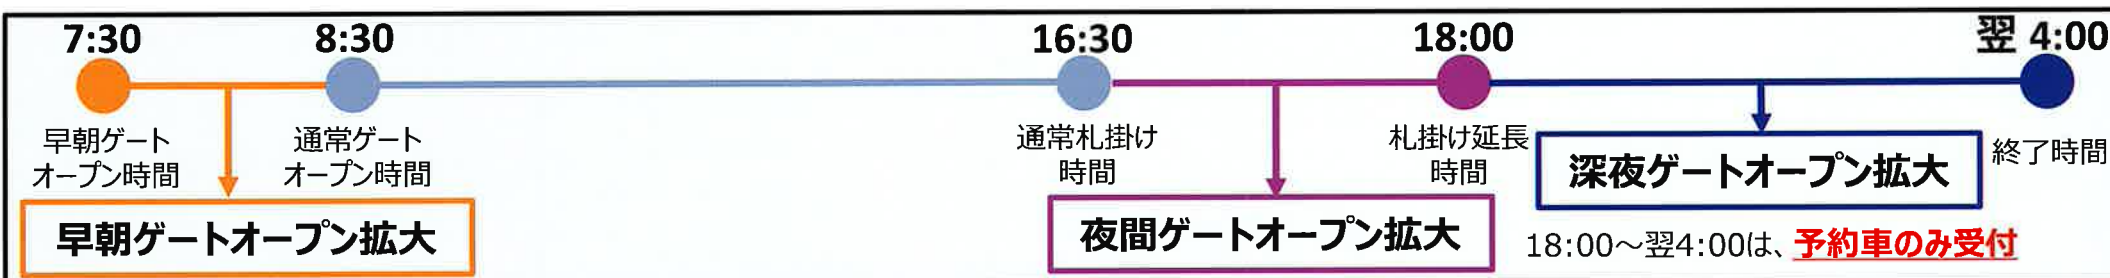 7:30
8:30
16:30
18:00
翌 4:00
早朝ゲート
オープン時間
通常ゲート
オープン時間
通常札掛け
時間
札掛け延長
時間
終了時間
早朝ゲートオープン拡大
夜間ゲートオープン拡大
深夜ゲートオープン拡大
18:00～翌4:00は、予約車のみ受付